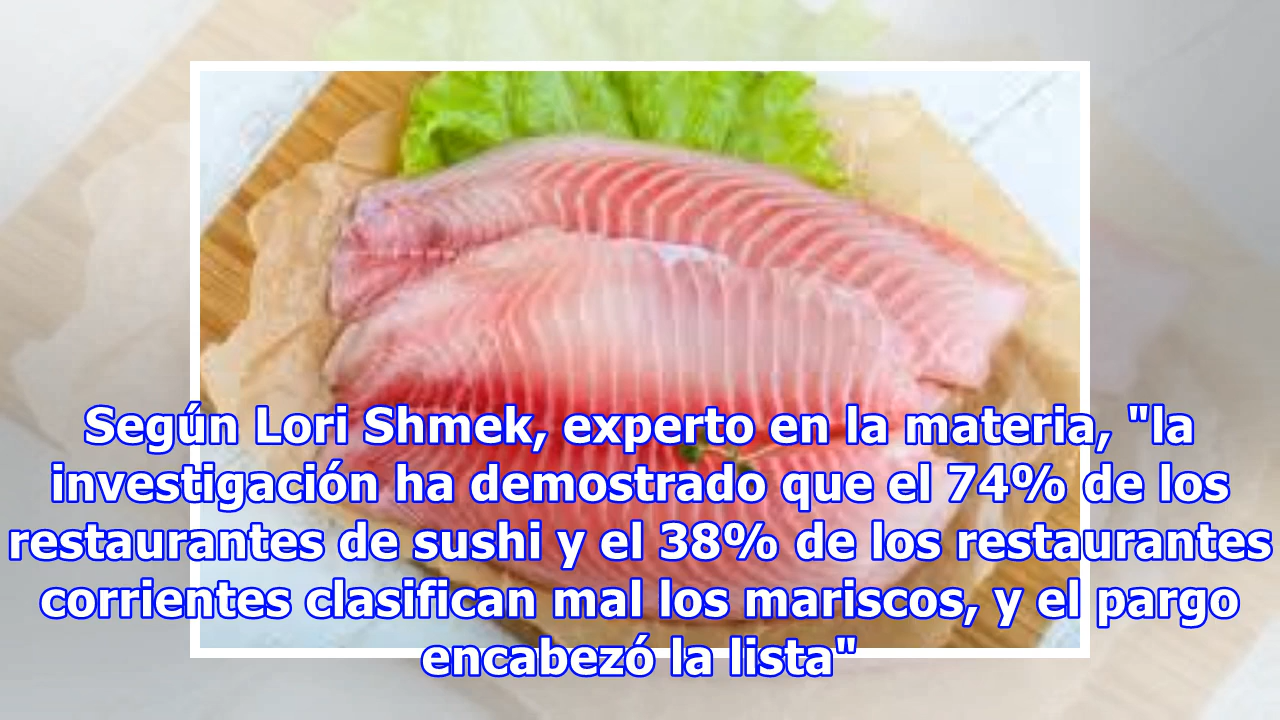 Según Lori Shmek, experto en la materia, "la
investigación ha demostrado que el 74% de los
restaurantes de sushi y el 38% de los restaurantes
corrientes clasifican mal los mariscos, y el pargo
encabezó la lista"